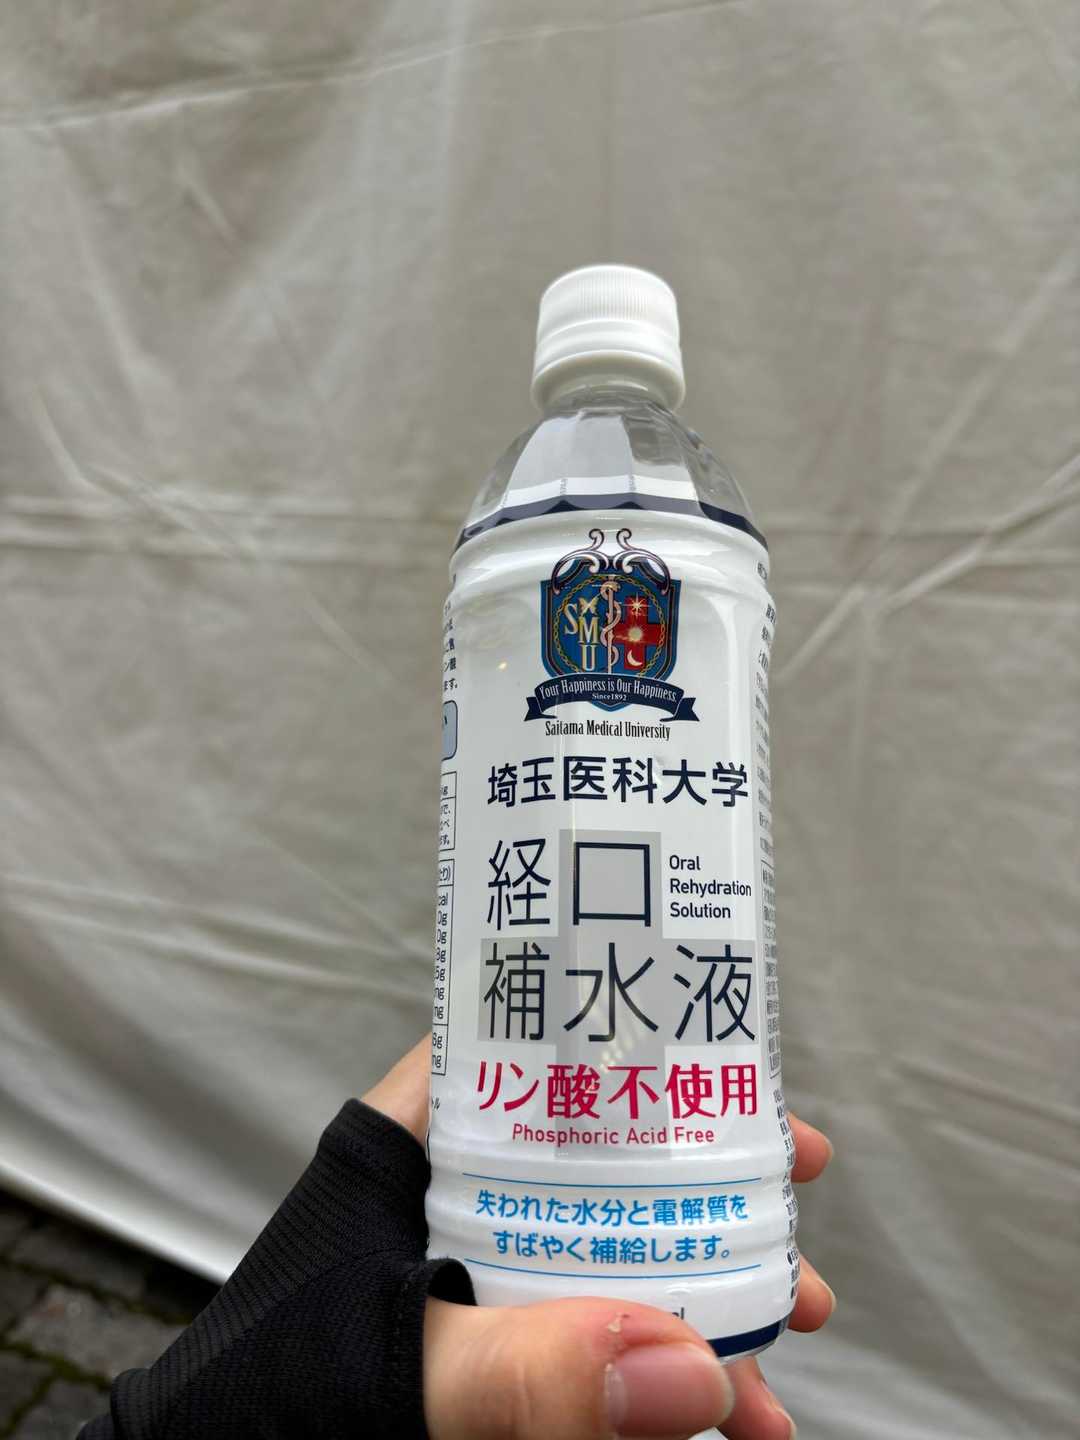 SMU
Your Happiness is Our Happiness
Since1892
Saitama Medical University
埼玉医科大学
経口
Oral
Rehydration
Solution
補水液
リン酸不使用
Phosphoric Acid Free
失われた水分と電解質を
すばやく補給します。